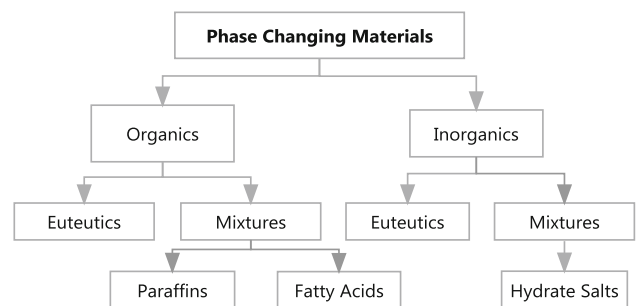 Phase Changing Materials
Organics
Inorganics
Euteutics
Mixtures
Euteutics
Mixtures
Paraffins
Fatty Acids
Hydrate Salts